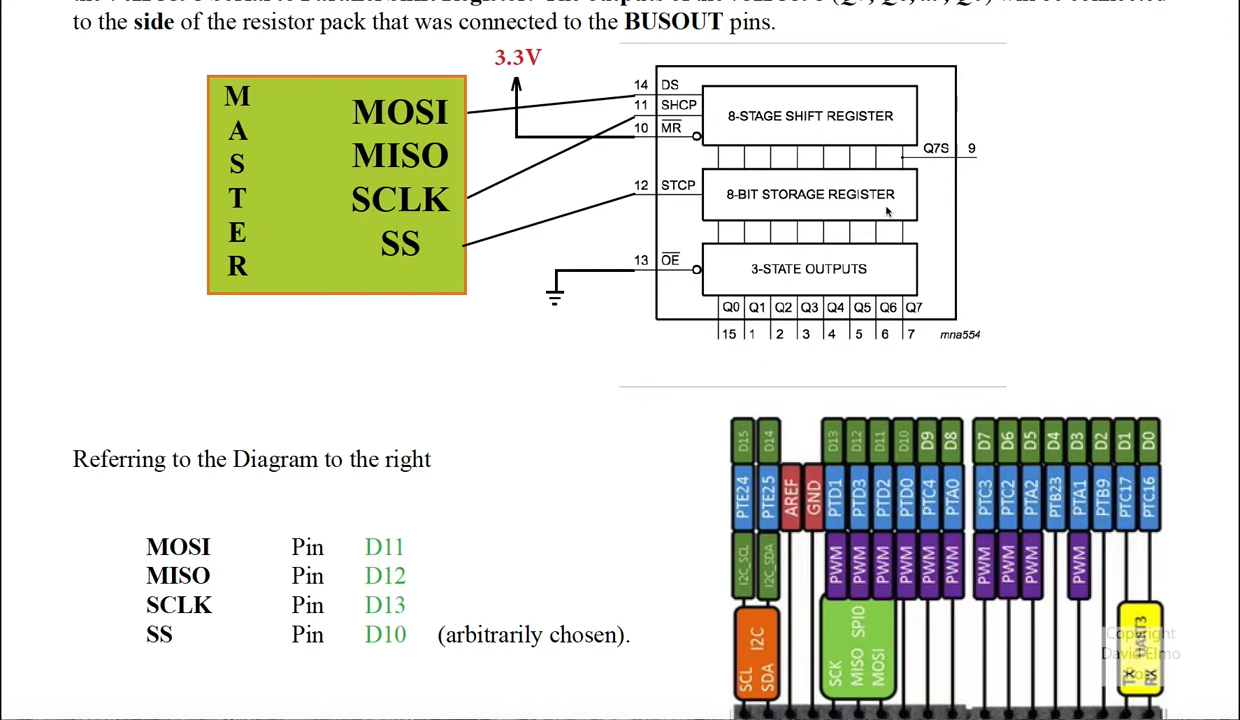 to the side of the resistor pack that was connected to the BUSOUT pins.
3.3V
MASTER
MOSI
MISO
SCLK
SS
14 DS
11 SHCP
10 MR
12 STCP
13 OE
8-STAGE SHIFT REGISTER
Q7S 9
8-BIT STORAGE REGISTER
3-STATE OUTPUTS
Q0 Q1 Q2 Q3 Q4 Q5 Q6 Q7
15 1 2 3 4 5 6 7
mna554
Referring to the Diagram to the right
MOSI Pin D11
MISO Pin D12
SCLK Pin D13
SS Pin D10 (arbitrarily chosen).
D15 D14 D13 D12 D11 D10 D9 D8 D7 D6 D5 D4 D3 D2 D1 D0
PTE24 PTE25 AREF GND PTD1 PTD3 PTD2 PTD0 PTC4 PTA0 PTC3 PTC2 PTA2 PTB23 PTA1 PTB9 PTC17 PTC16
I2C_SCL I2C_SDA PWM PWM PWM PWM PWM PWM PWM PWM PWM PWM
SCL
SDA
I2C
SCK
MISO SPI0
MOSI
UART3
TX
RX
Copyright
David Elmo